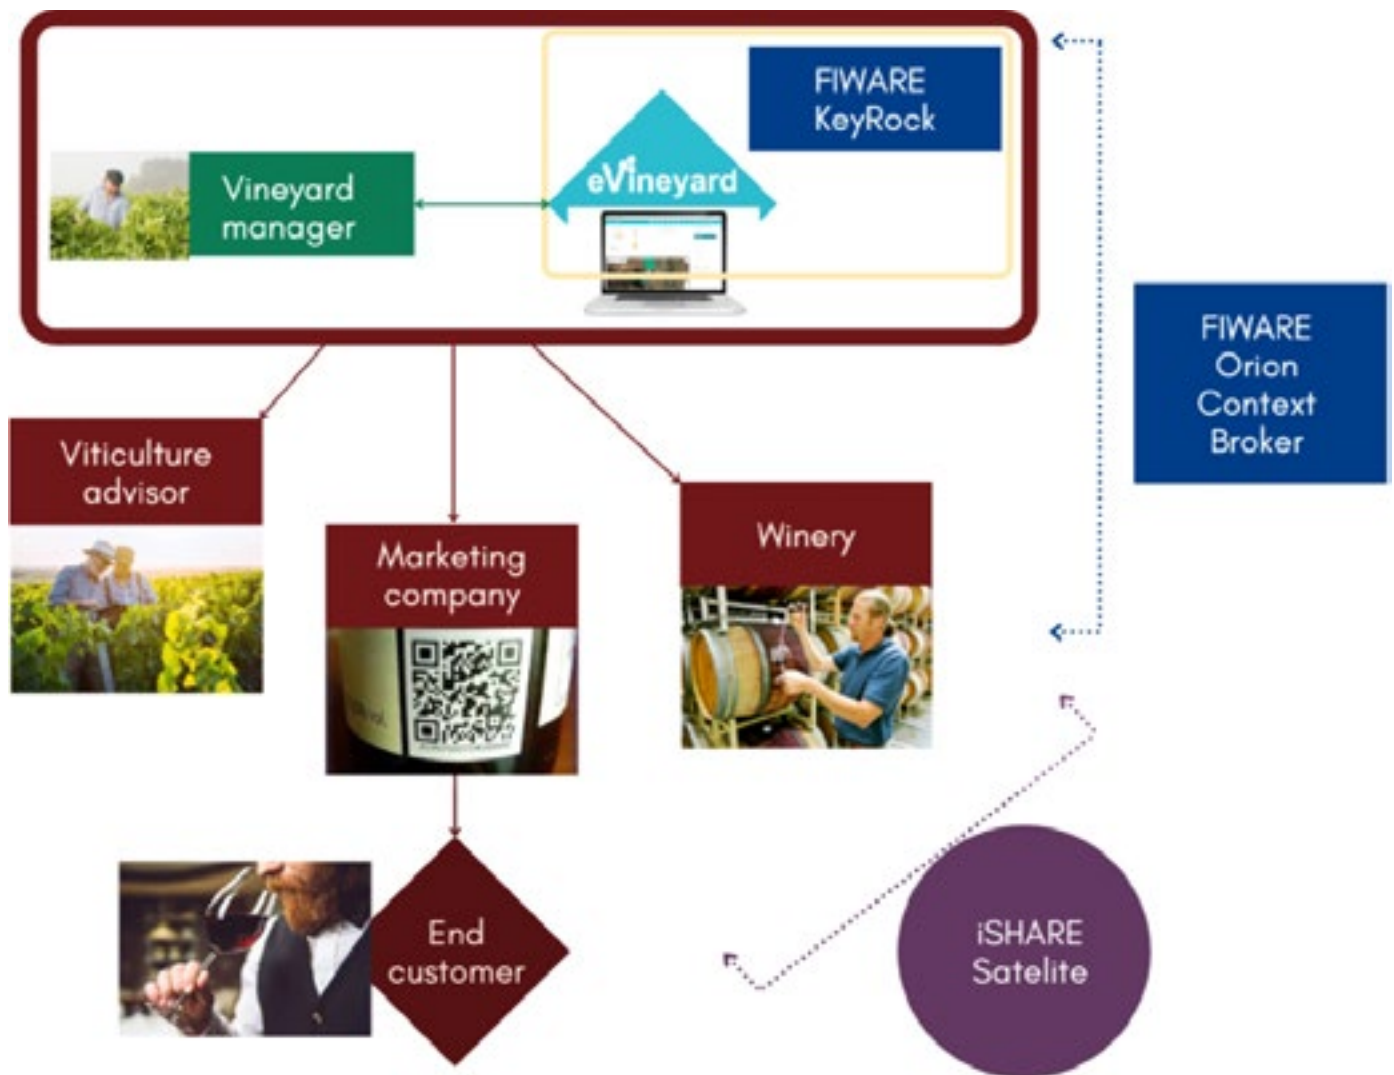 FIWARE
KeyRock
eVineyard
Vineyard
manager
FIWARE
Orion
Context
Broker
Viticulture
advisor
Marketing
company
Winery
End
customer
iSHARE
Satelite